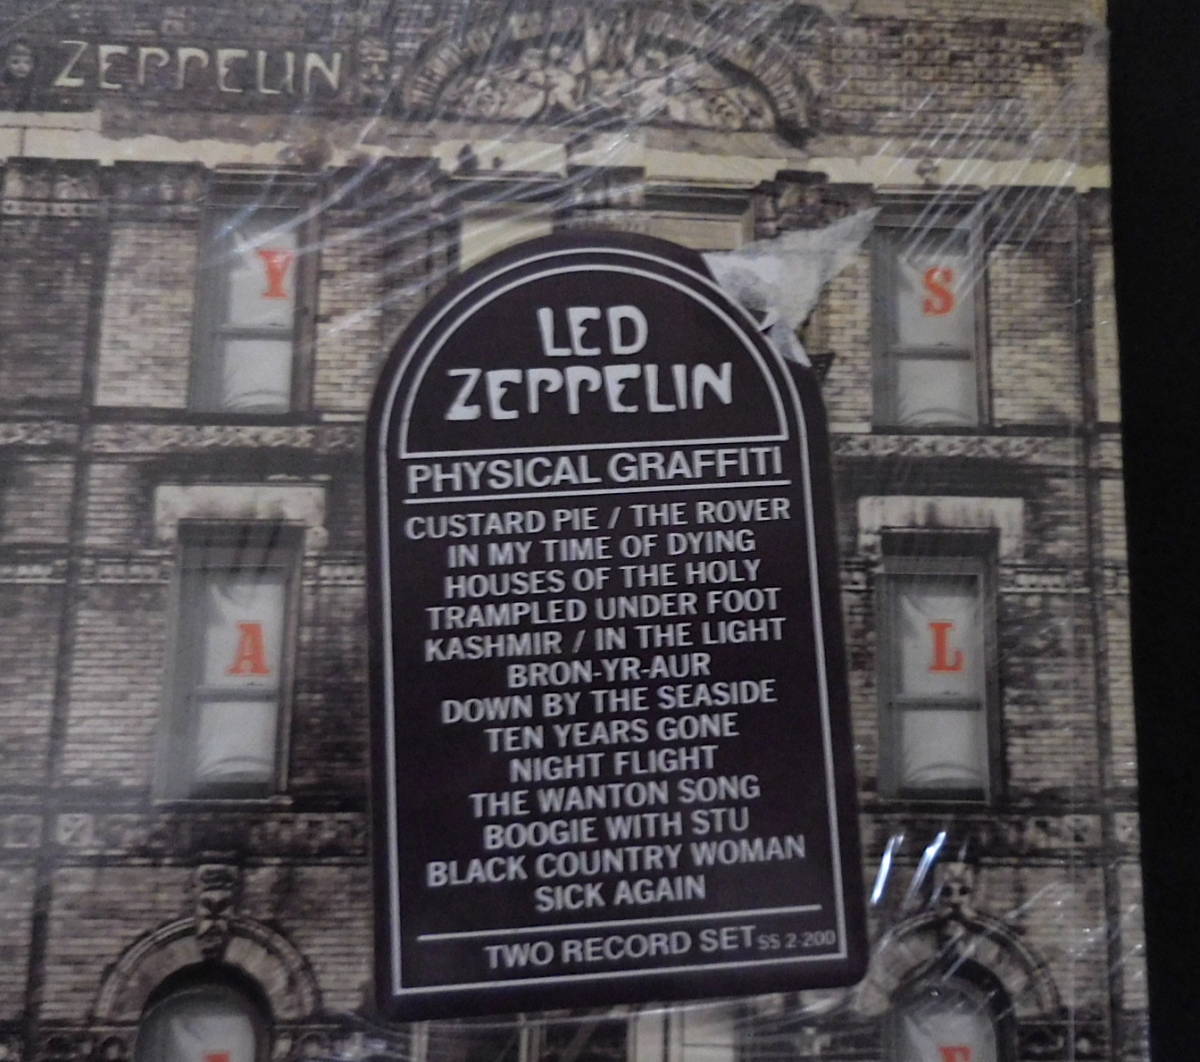 ZEPPELIN
Y
S
LED
ZEPPELIN
PHYSICAL GRAFFITI
CUSTARD PIE / THE ROVER
IN MY TIME OF DYING
HOUSES OF THE HOLY
TRAMPLED UNDER FOOT
KASHMIR / IN THE LIGHT
BRON-YR-AUR
DOWN BY THE SEASIDE
TEN YEARS GONE
NIGHT FLIGHT
THE WANTON SONG
BOOGIE WITH STU
BLACK COUNTRY WOMAN
SICK AGAIN
TWO RECORD SET SS 2-200
A
L